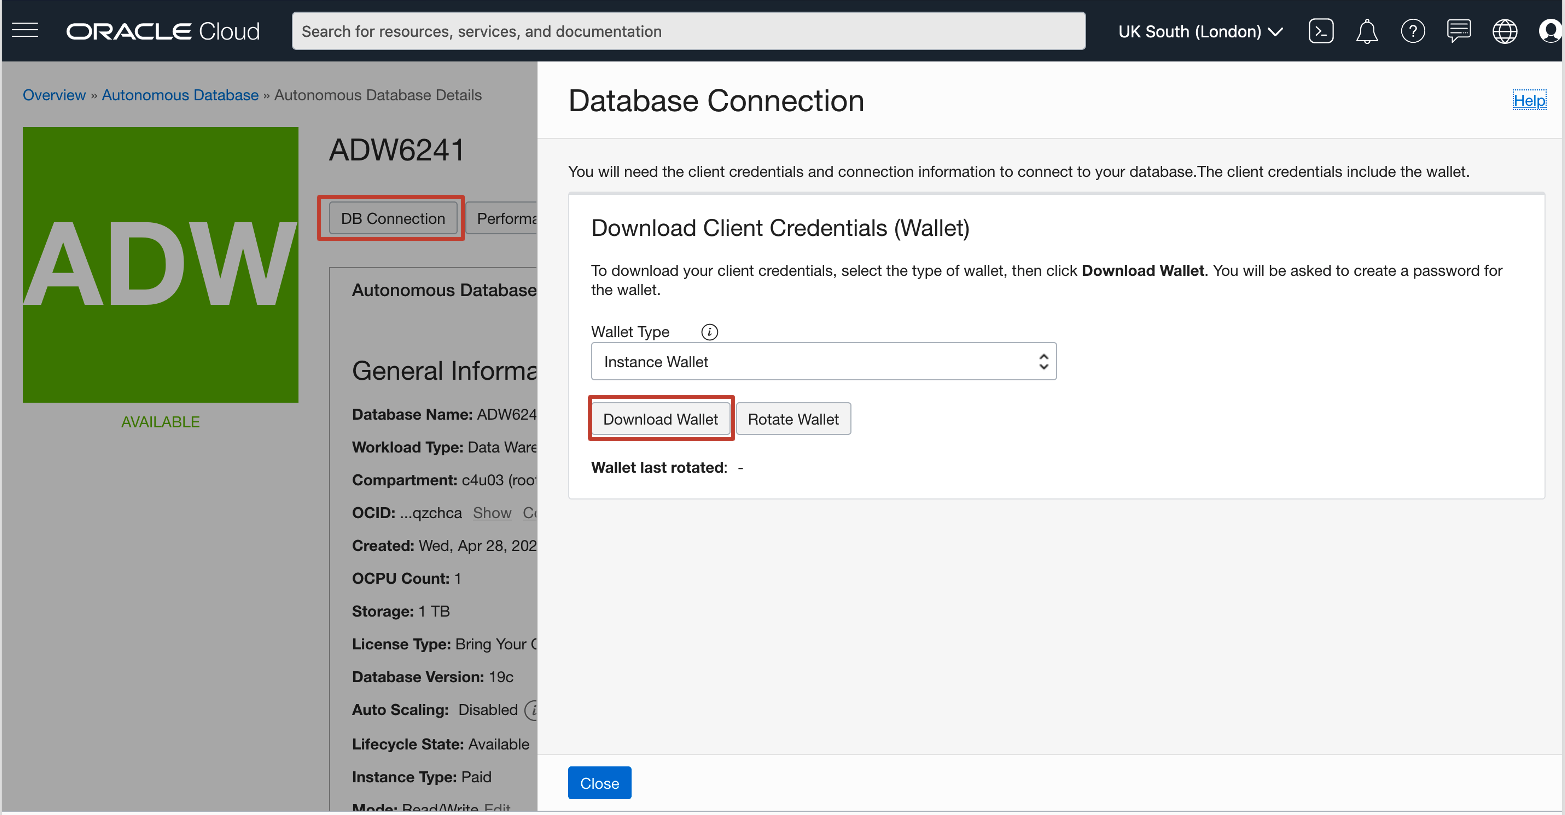 ORACLE Cloud
Search for resources, services, and documentation
UK South (London)
Overview » Autonomous Database » Autonomous Database Details
ADW
AVAILABLE
ADW6241
DB Connection
Performa
Autonomous Database
General Informa
Database Name: ADW624
Workload Type: Data Ware
Compartment: c4u03 (roo
OCID: ...qzchca Show Co
Created: Wed, Apr 28, 202
OCPU Count: 1
Storage: 1 TB
License Type: Bring Your O
Database Version: 19c
Auto Scaling: Disabled
Lifecycle State: Available
Instance Type: Paid
Mode: Read/Write Edit
Database Connection
Help
You will need the client credentials and connection information to connect to your database.The client credentials include the wallet.
Download Client Credentials (Wallet)
To download your client credentials, select the type of wallet, then click Download Wallet. You will be asked to create a password for
the wallet.
Wallet Type
Instance Wallet
Download Wallet
Rotate Wallet
Wallet last rotated: -
Close